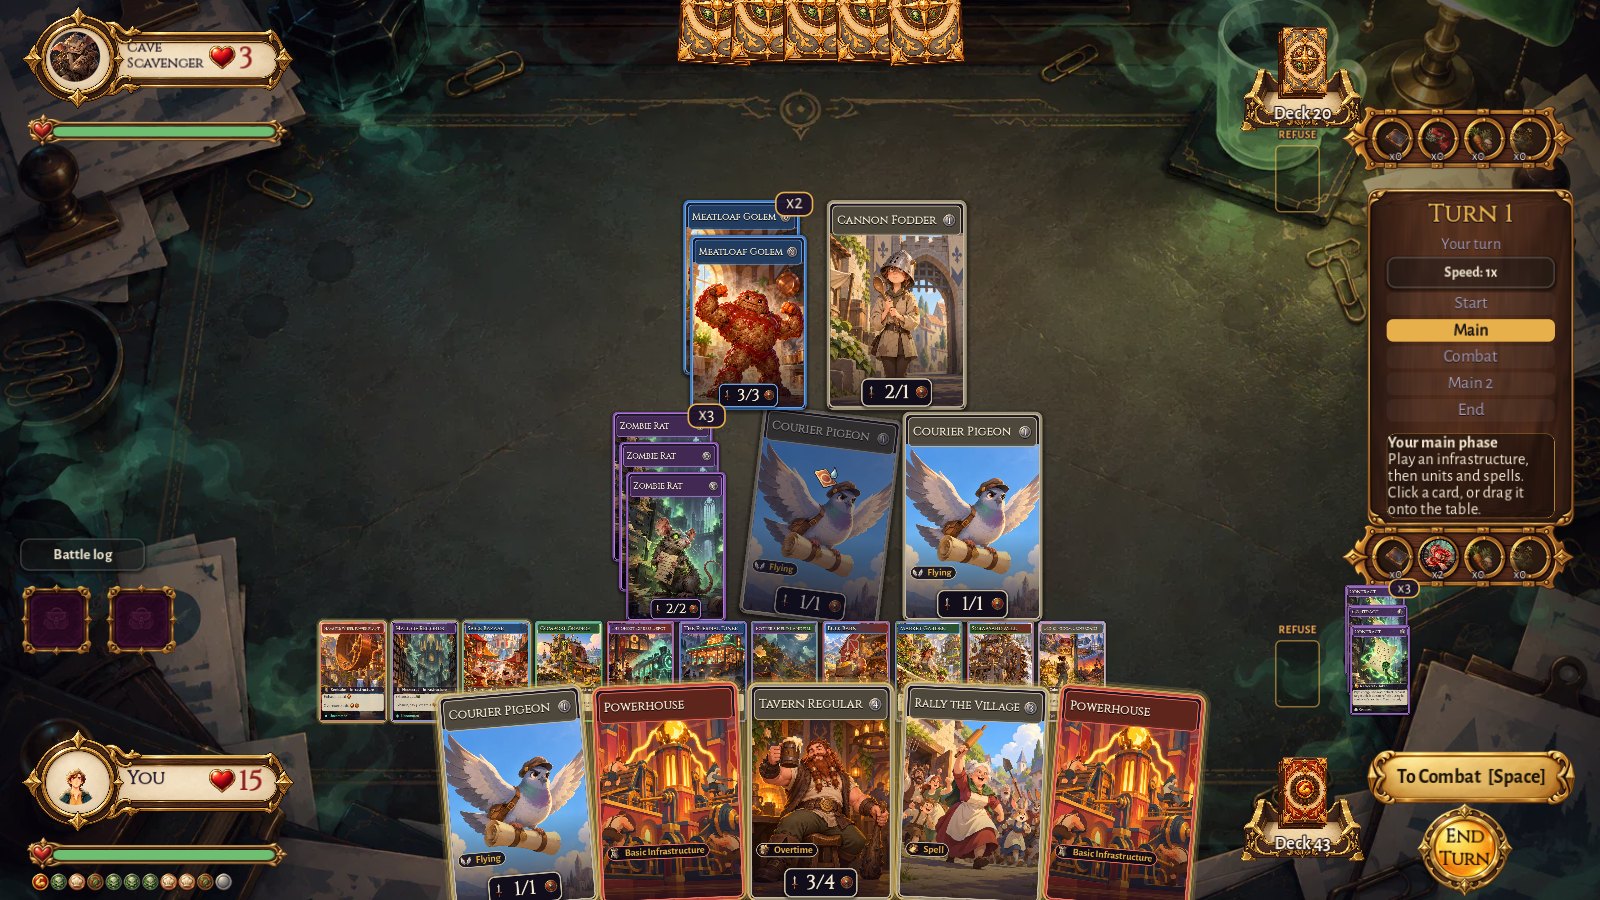 CAVE
SCAVENGER
3
Deck 20
REFUSE
x0
x0
x0
x0
TURN 1
Your turn
Speed: 1x
Start
Main
Combat
Main 2
End
Your main phase
Play an infrastructure,
then units and spells.
Click a card, or drag it
onto the table.
X2
MEATLOAF GOLEM
MEATLOAF GOLEM
3/3
CANNON FODDER
2/1
X3
ZOMBIE RAT
ZOMBIE RAT
ZOMBIE RAT
2/2
COURIER PIGEON
Flying
1/1
COURIER PIGEON
Flying
1/1
Battle log
x0
x2
x0
x0
X3
REFUSE
YOU
15
COURIER PIGEON
Flying
1/1
POWERHOUSE
Basic Infrastructure
TAVERN REGULAR
4
Overtime
3/4
RALLY THE VILLAGE
3
Spell
POWERHOUSE
Basic Infrastructure
Deck 43
To Combat [Space]
END
TURN